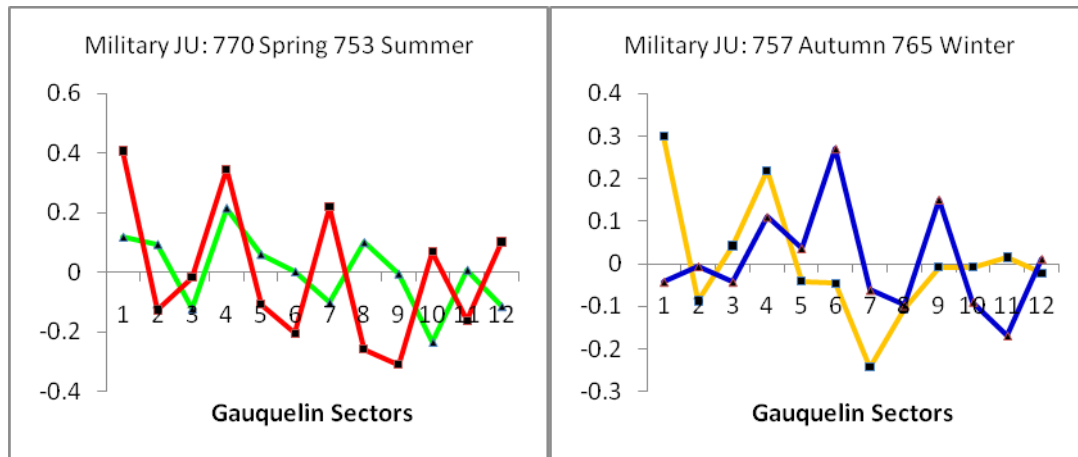 Military JU: 770 Spring 753 Summer
0.6
0.4
0.2
0
-0.2
-0.4
1 2 3 4 5 6 7 8 9 10 11 12
Gauquelin Sectors
Military JU: 757 Autumn 765 Winter
0.4
0.3
0.2
0.1
0
-0.1
-0.2
-0.3
1 2 3 4 5 6 7 8 9 10 11 12
Gauquelin Sectors